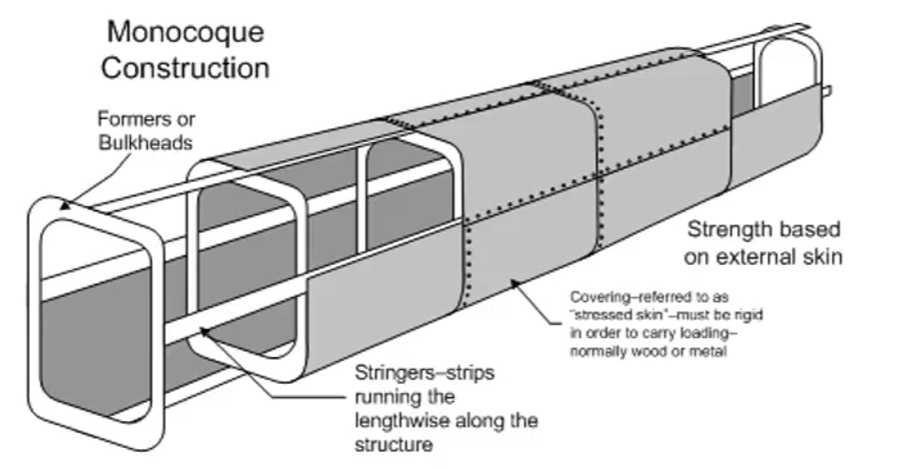 Monocoque
Construction
Formers or
Bulkheads
Strength based
on external skin
Covering–referred to as
"stressed skin"–must be rigid
in order to carry loading–
normally wood or metal
Stringers–strips
running the
lengthwise along the
structure